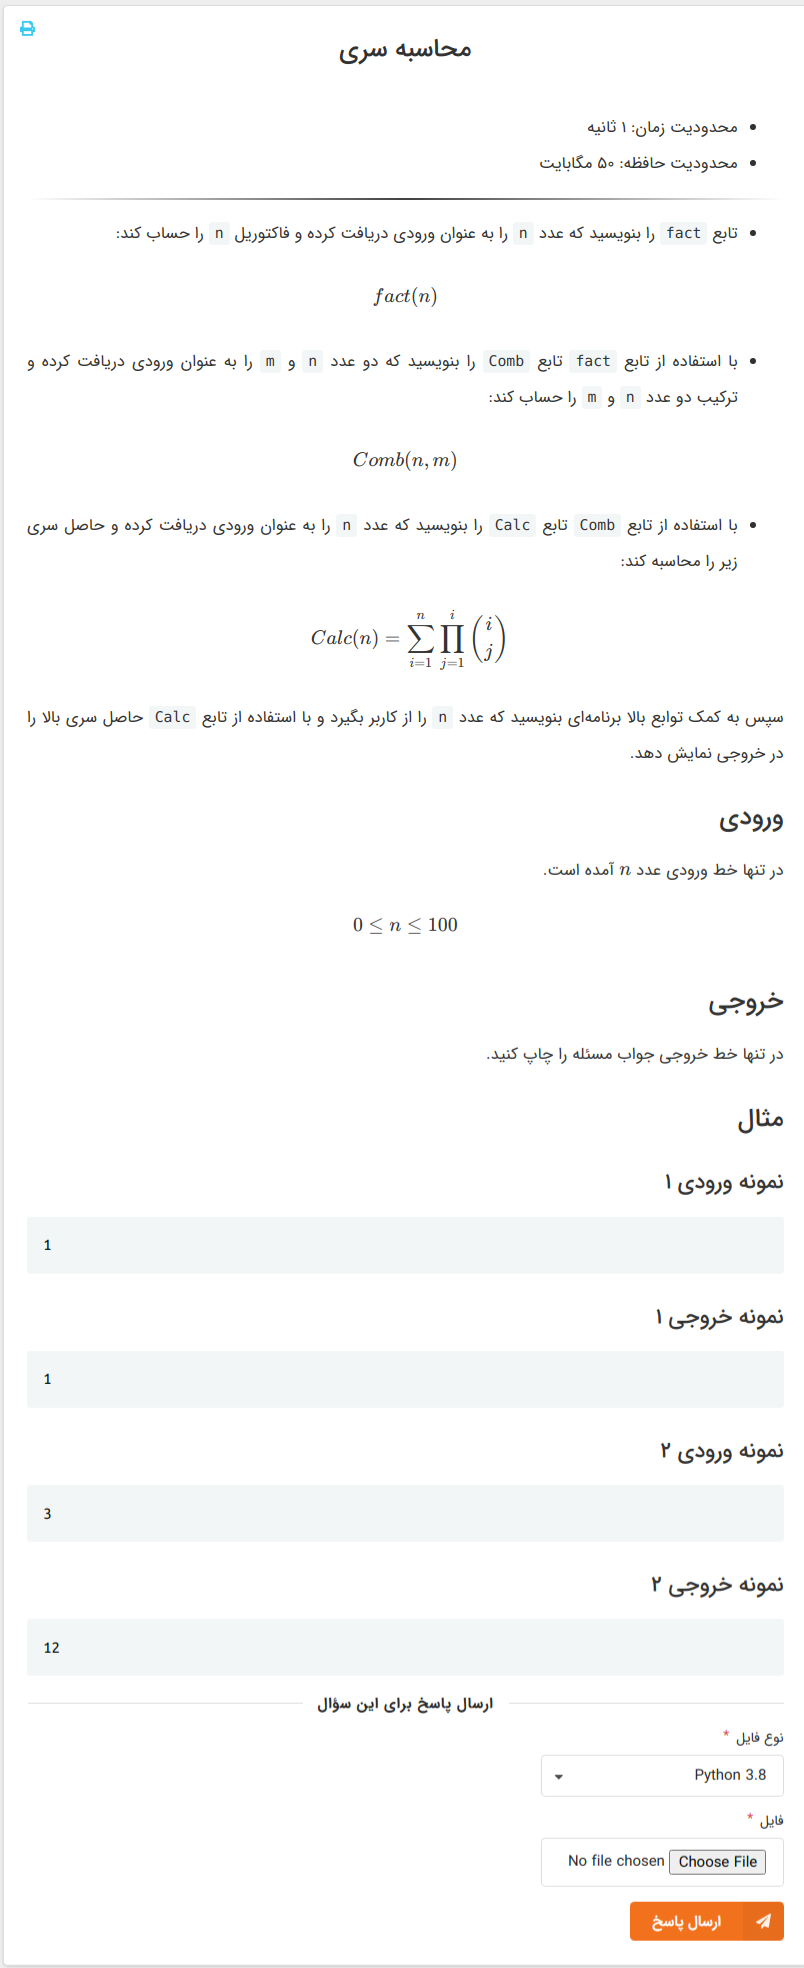 محاسبه سری
محدودیت زمان: ۱ ثانیه
محدودیت حافظه: ۵۰ مگابایت
تابع fact را بنویسید که عدد n را به عنوان ورودی دریافت کرده و فاکتوریل n را حساب کند:
fact(n)
با استفاده از تابع fact تابع Comb را بنویسید که دو عدد n و m را به عنوان ورودی دریافت کرده و
ترکیب دو عدد n و m را حساب کند:
Comb(n, m)
با استفاده از تابع Comb تابع Calc را بنویسید که عدد n را به عنوان ورودی دریافت کرده و حاصل سری
زیر را محاسبه کند:
Calc(n) = \sum_{i=1}^{n} \prod_{j=1}^{i} \binom{i}{j}
سپس به کمک توابع بالا برنامه‌ای بنویسید که عدد n را از کاربر بگیرد و با استفاده از تابع Calc حاصل سری بالا را
در خروجی نمایش دهد.
ورودی
در تنها خط ورودی عدد n آمده است.
0 ≤ n ≤ 100
خروجی
در تنها خط خروجی جواب مسئله را چاپ کنید.
مثال
نمونه ورودی ۱
1
نمونه خروجی ۱
1
نمونه ورودی ۲
3
نمونه خروجی ۲
12
ارسال پاسخ برای این سؤال
نوع فایل *
Python 3.8
فایل *
Choose File No file chosen
ارسال پاسخ